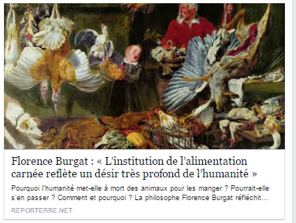 Florence Burgat : « L'institution de l'alimentation
carnée reflète un désir très profond de l'humanité »
Pourquoi l'humanité met-elle à mort des animaux pour les manger ? Pourrait-elle
s'en passer ? Comment et pourquoi ? La philosophe Florence Burgat réfléchit...
REPORTERRE.NET